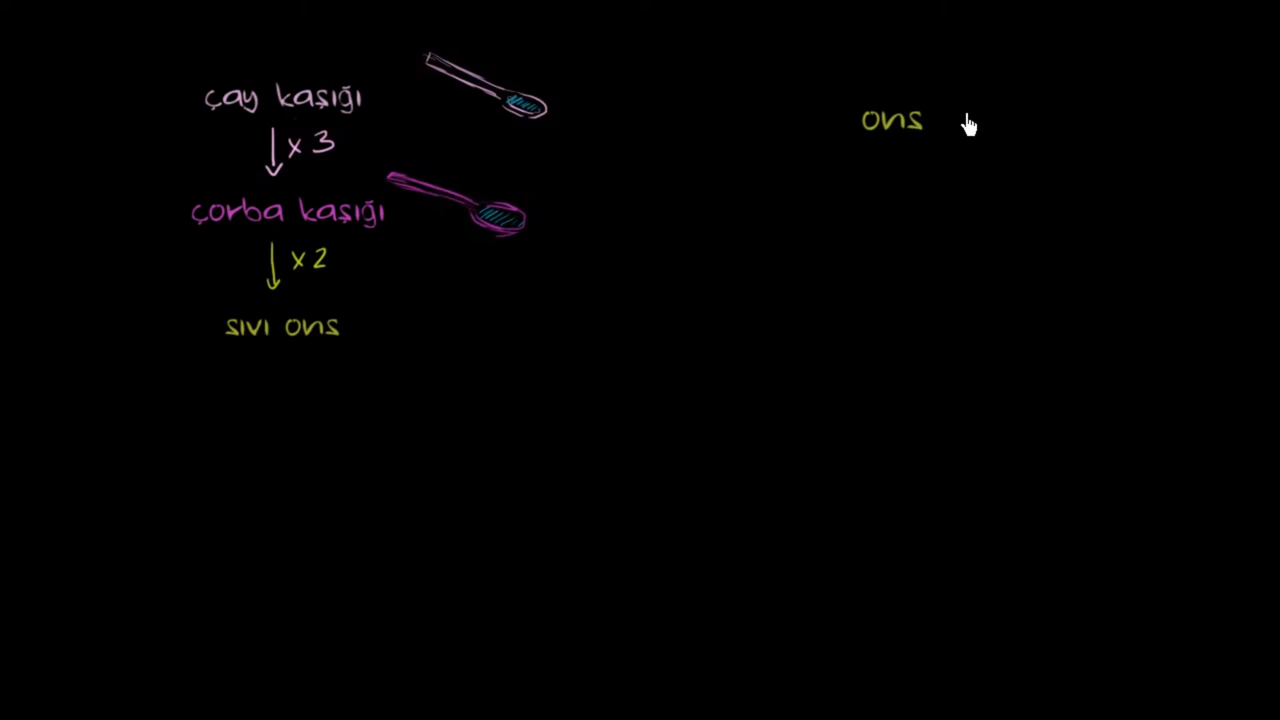 çay kaşığı
x 3
çorba kaşığı
x 2
sıvı ons
ons